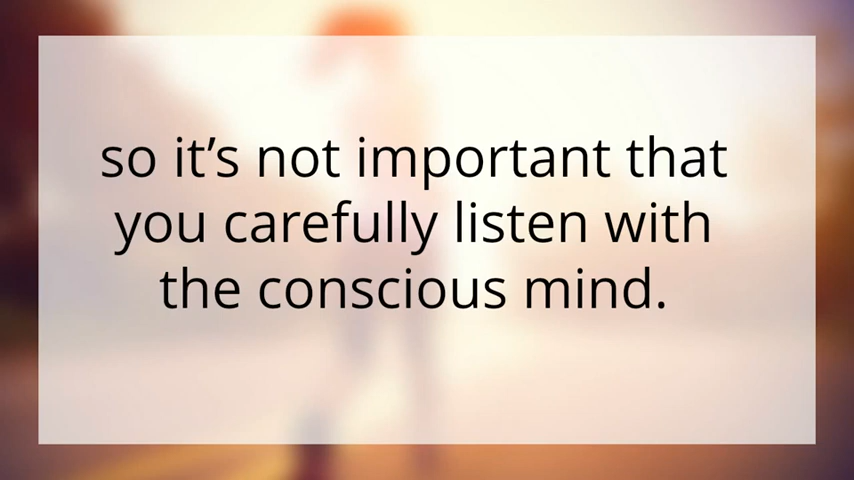 so it’s not important that
you carefully listen with
the conscious mind.